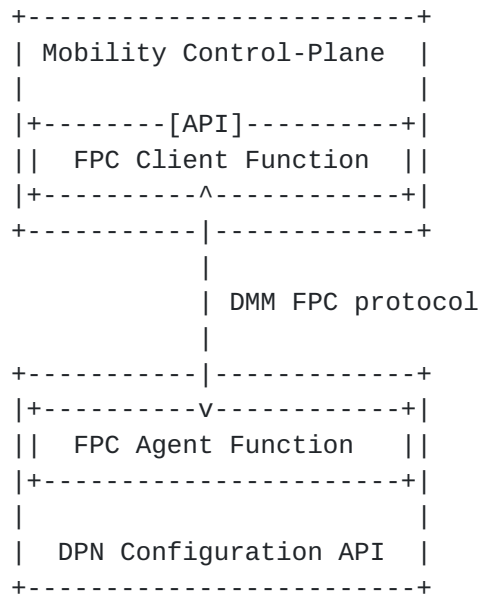 Mobility Control-Plane
[API]
FPC Client Function
DMM FPC protocol
FPC Agent Function
DPN Configuration API